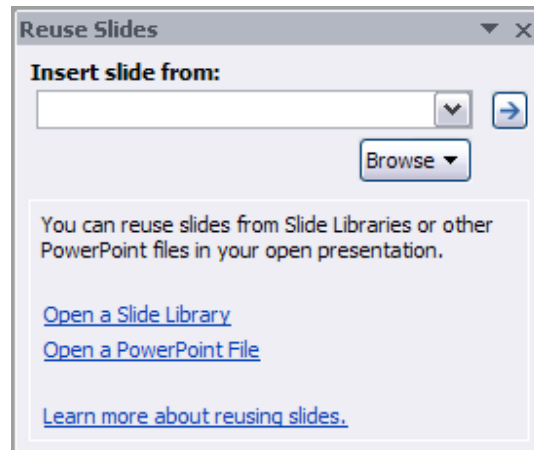 Reuse Slides
Insert slide from:
Browse
You can reuse slides from Slide Libraries or other
PowerPoint files in your open presentation.
Open a Slide Library
Open a PowerPoint File
Learn more about reusing slides.